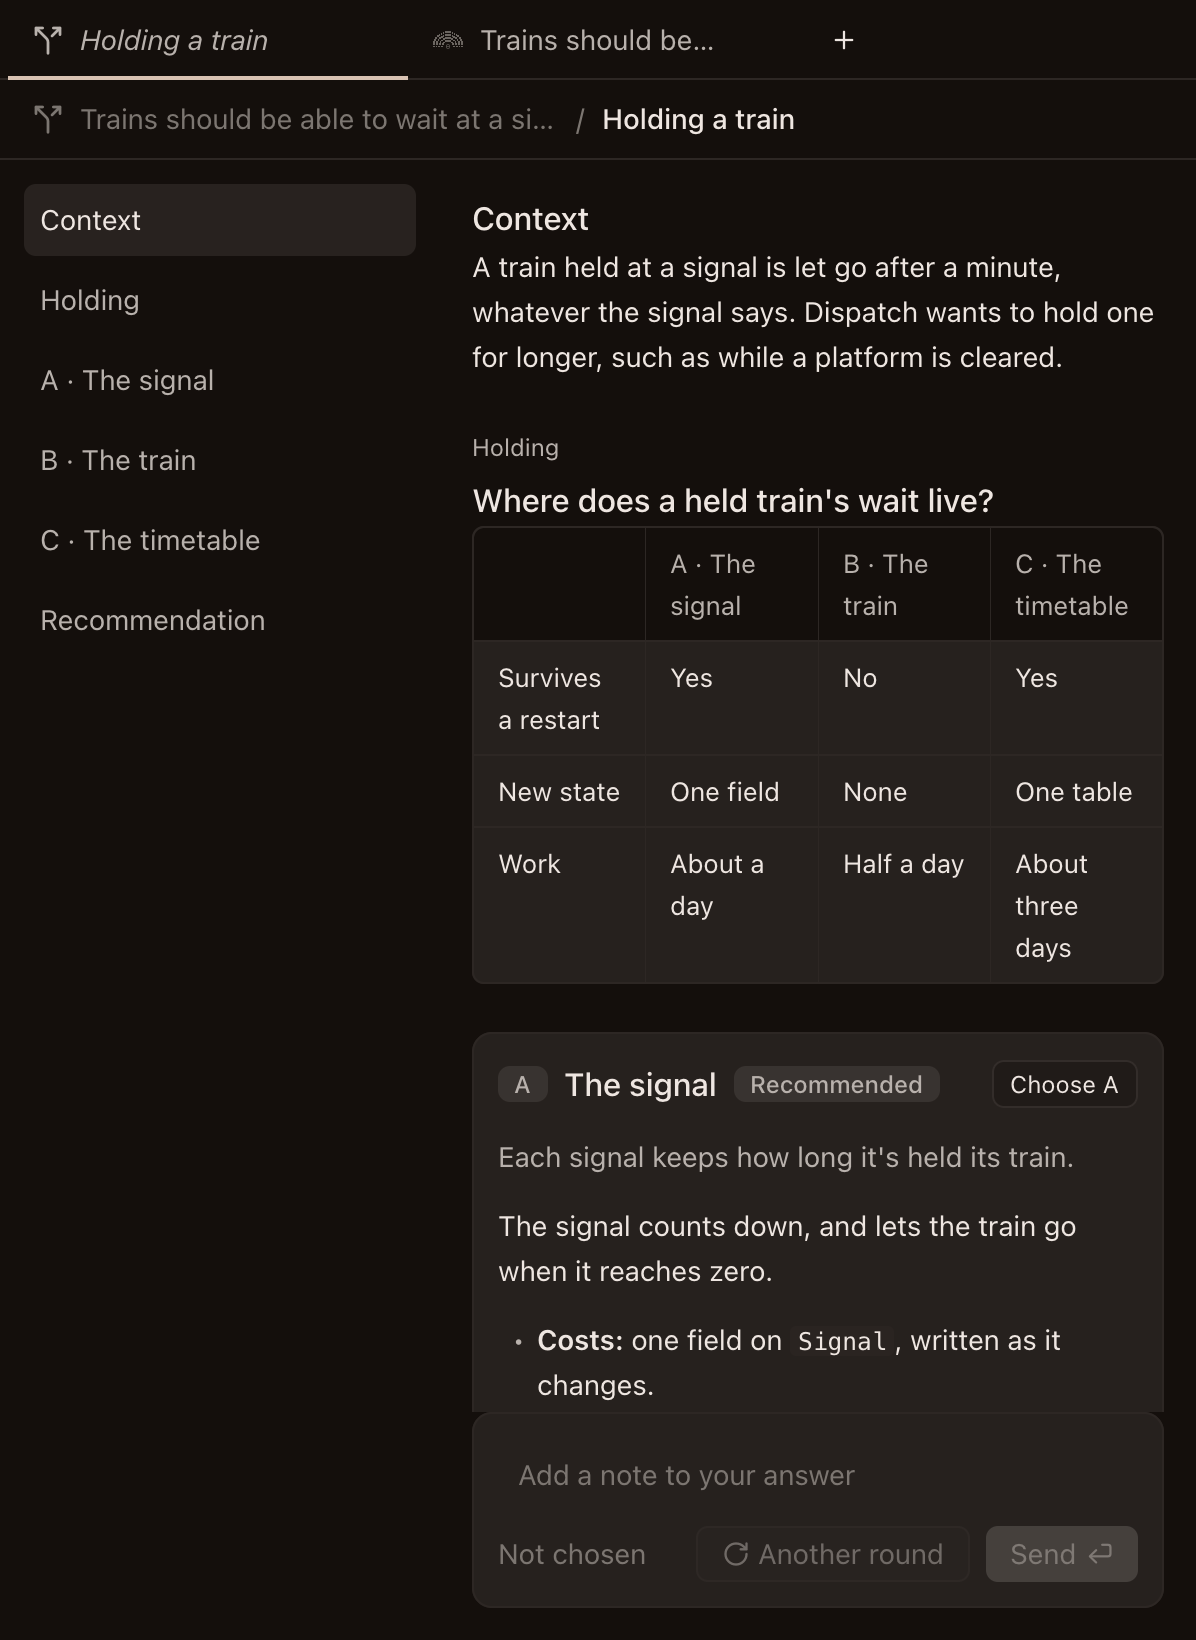 Holding a train
Trains should be...
+
Trains should be able to wait at a si... / Holding a train
Context
Holding
A · The signal
B · The train
C · The timetable
Recommendation
Context
A train held at a signal is let go after a minute,
whatever the signal says. Dispatch wants to hold one
for longer, such as while a platform is cleared.
Holding
Where does a held train's wait live?
A · The signal
B · The train
C · The timetable
Survives a restart
Yes
No
Yes
New state
One field
None
One table
Work
About a day
Half a day
About three days
A The signal Recommended Choose A
Each signal keeps how long it's held its train.
The signal counts down, and lets the train go
when it reaches zero.
• Costs: one field on Signal, written as it
changes.
Add a note to your answer
Not chosen
Another round
Send